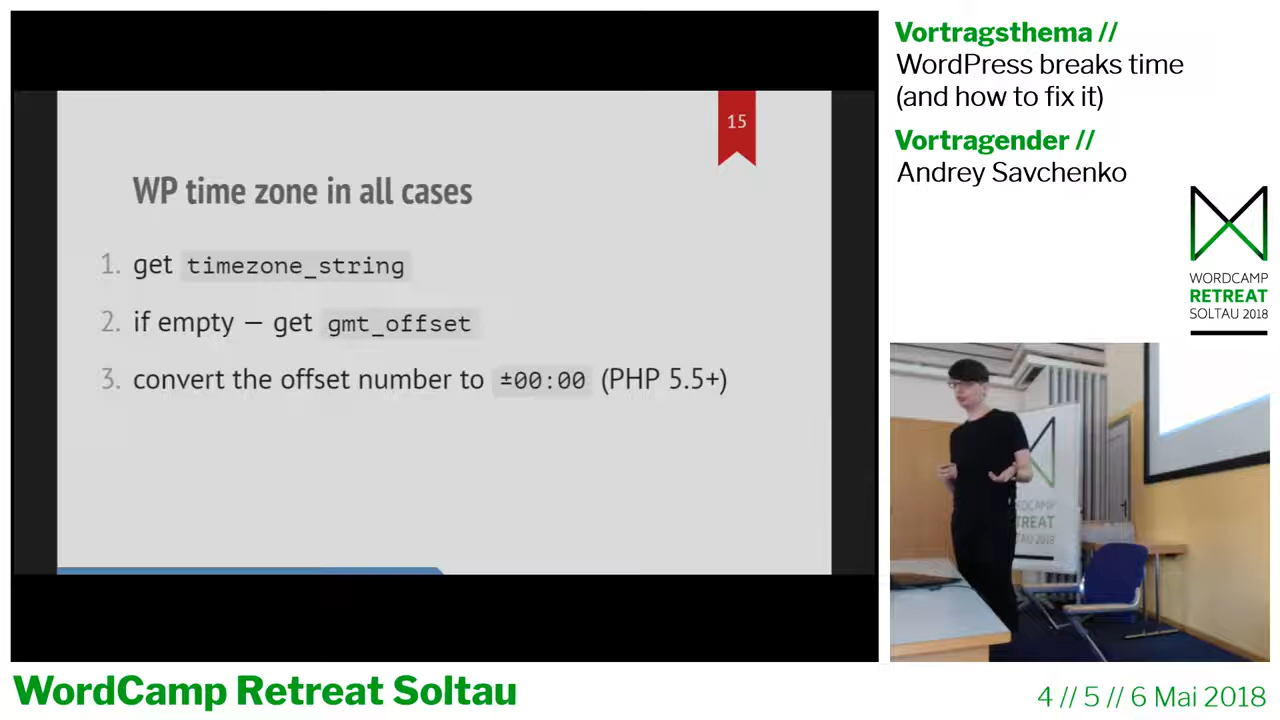 15
WP time zone in all cases
1. get timezone_string
2. if empty — get gmt_offset
3. convert the offset number to ±00:00 (PHP 5.5+)
Vortragsthema //
WordPress breaks time
(and how to fix it)
Vortragender //
Andrey Savchenko
WORDCAMP
RETREAT
SOLTAU 2018
WordCamp Retreat Soltau
4 // 5 // 6 Mai 2018